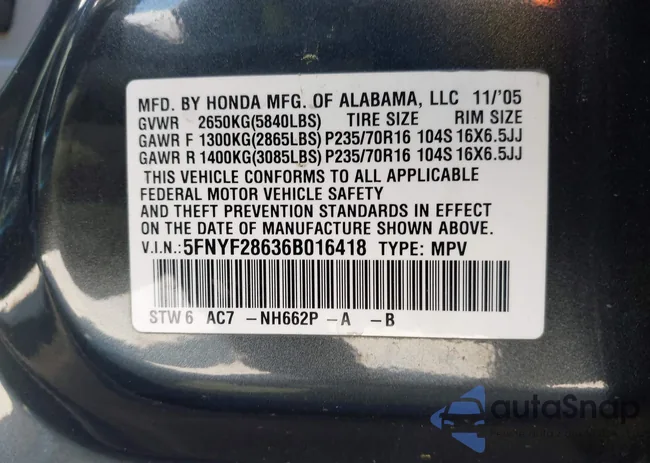 MFD. BY HONDA MFG. OF ALABAMA, LLC 11/'05
GVWR 2650KG(5840LBS) TIRE SIZE RIM SIZE
GAWR F 1300KG(2865LBS) P235/70R16 104S 16X6.5JJ
GAWR R 1400KG(3085LBS) P235/70R16 104S 16X6.5JJ
THIS VEHICLE CONFORMS TO ALL APPLICABLE
FEDERAL MOTOR VEHICLE SAFETY
AND THEFT PREVENTION STANDARDS IN EFFECT
ON THE DATE OF MANUFACTURE SHOWN ABOVE.
V.I.N.:5FNYF28636B016418 TYPE: MPV
STW 6 AC7 -NH662P -A -B
autoSnap